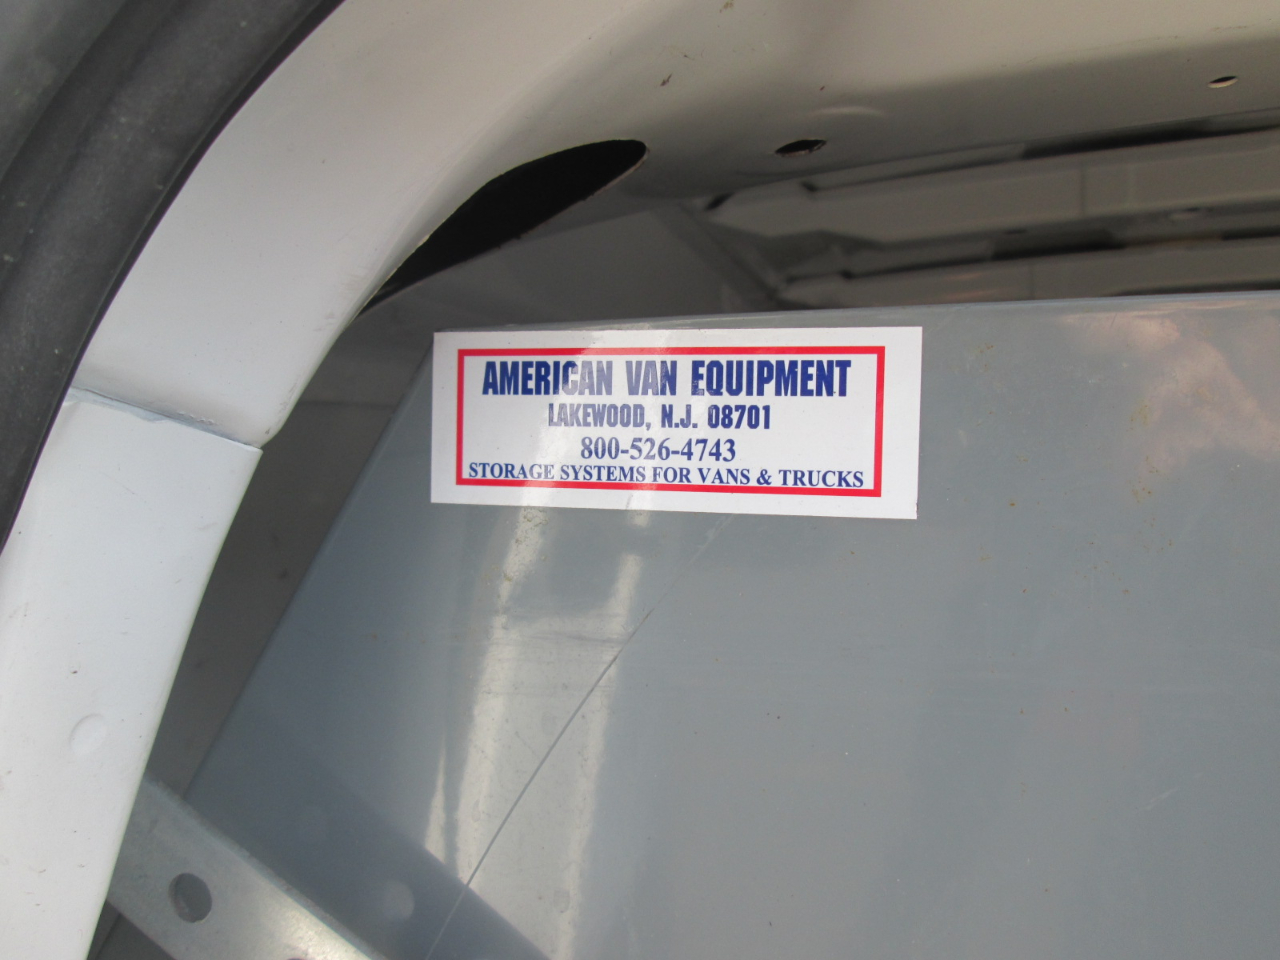 AMERICAN VAN EQUIPMENT
LAKEWOOD, N.J. 08701
800-526-4743
STORAGE SYSTEMS FOR VANS & TRUCKS